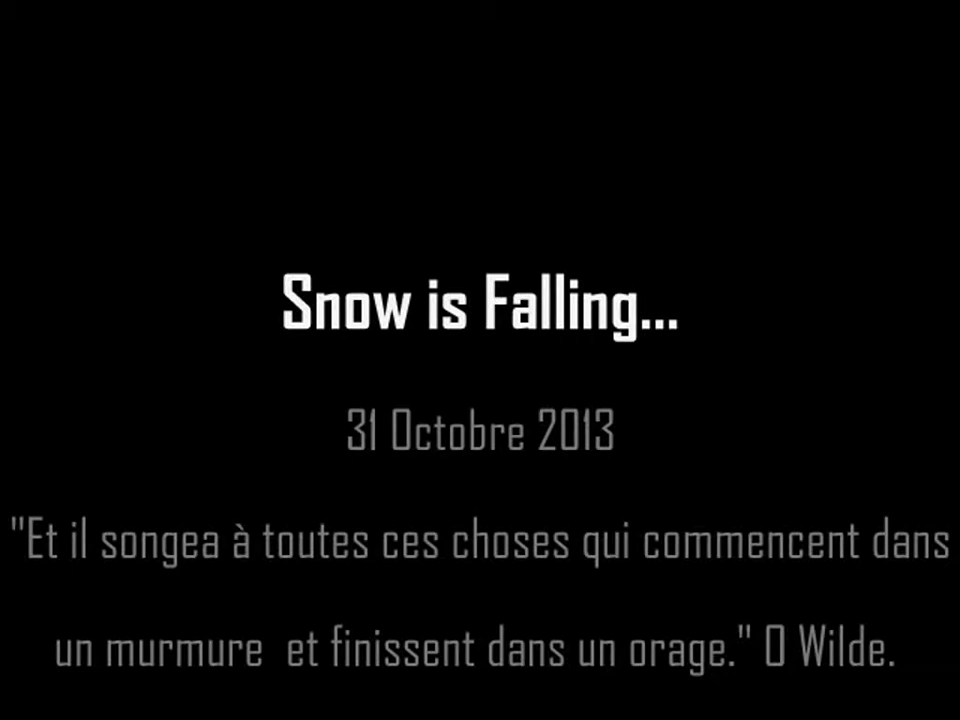 Snow is Falling...
31 Octobre 2013
"Et il songea à toutes ces choses qui commencent dans
un murmure et finissent dans un orage." O Wilde.